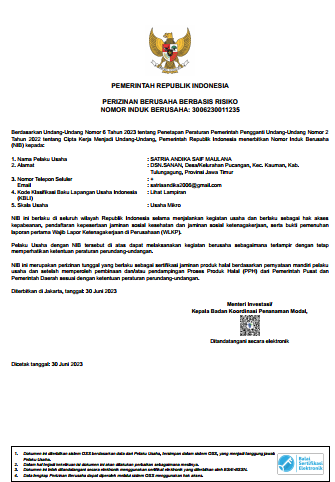 PEMERINTAH REPUBLIK INDONESIA
PERIZINAN BERUSAHA BERBASIS RISIKO
NOMOR INDUK BERUSAHA: 3006230011235
Berdasarkan Undang-Undang Nomor 6 Tahun 2023 tentang Penetapan Peraturan Pemerintah Pengganti Undang-Undang Nomor 2
Tahun 2022 tentang Cipta Kerja Menjadi Undang-Undang, Pemerintah Republik Indonesia menerbitkan Nomor Induk Berusaha
(NIB) kepada:
1. Nama Pelaku Usaha : SATRIA ANDIKA SAIF MAULANA
2. Alamat : DSN.SANAN, Desa/Kelurahan Pucangan, Kec. Kauman, Kab.
Tulungagung, Provinsi Jawa Timur
3. Nomor Telepon Seluler :
Email : satriaandika2006@gmail.com
4. Kode Klasifikasi Baku Lapangan Usaha Indonesia : Lihat Lampiran
(KBLI)
5. Skala Usaha : Usaha Mikro
NIB ini berlaku di seluruh wilayah Republik Indonesia selama menjalankan kegiatan usaha dan berlaku sebagai hak akses
kepabeanan, pendaftaran kepesertaan jaminan sosial kesehatan dan jaminan sosial ketenagakerjaan, serta bukti pemenuhan
laporan pertama Wajib Lapor Ketenagakerjaan di Perusahaan (WLKP).
Pelaku Usaha dengan NIB tersebut di atas dapat melaksanakan kegiatan berusaha sebagaimana terlampir dengan tetap
memperhatikan ketentuan peraturan perundang-undangan.
NIB ini merupakan perizinan tunggal yang berlaku sebagai sertifikasi jaminan produk halal berdasarkan pernyataan mandiri pelaku
usaha dan setelah memperoleh pembinaan dan/atau pendampingan Proses Produk Halal (PPH) dari Pemerintah Pusat dan
Pemerintah Daerah sesuai dengan ketentuan peraturan perundang-undangan.
Diterbitkan di Jakarta, tanggal: 30 Juni 2023
Menteri Investasi/
Kepala Badan Koordinasi Penanaman Modal,
Ditandatangani secara elektronik
Dicetak tanggal: 30 Juni 2023
1. Dokumen ini diterbitkan sistem OSS berdasarkan data dari Pelaku Usaha, tersimpan dalam sistem OSS, yang menjadi tanggung jawab
Pelaku Usaha.
2. Dalam hal terjadi kekeliruan isi dokumen ini akan dilakukan perbaikan sebagaimana mestinya.
3. Dokumen ini telah ditandatangani secara elektronik menggunakan sertifikat elektronik yang diterbitkan oleh BSrE-BSSN.
4. Data lengkap Perizinan Berusaha dapat diperoleh melalui sistem OSS menggunakan hak akses.
Balai
Sertifikasi
Elektronik